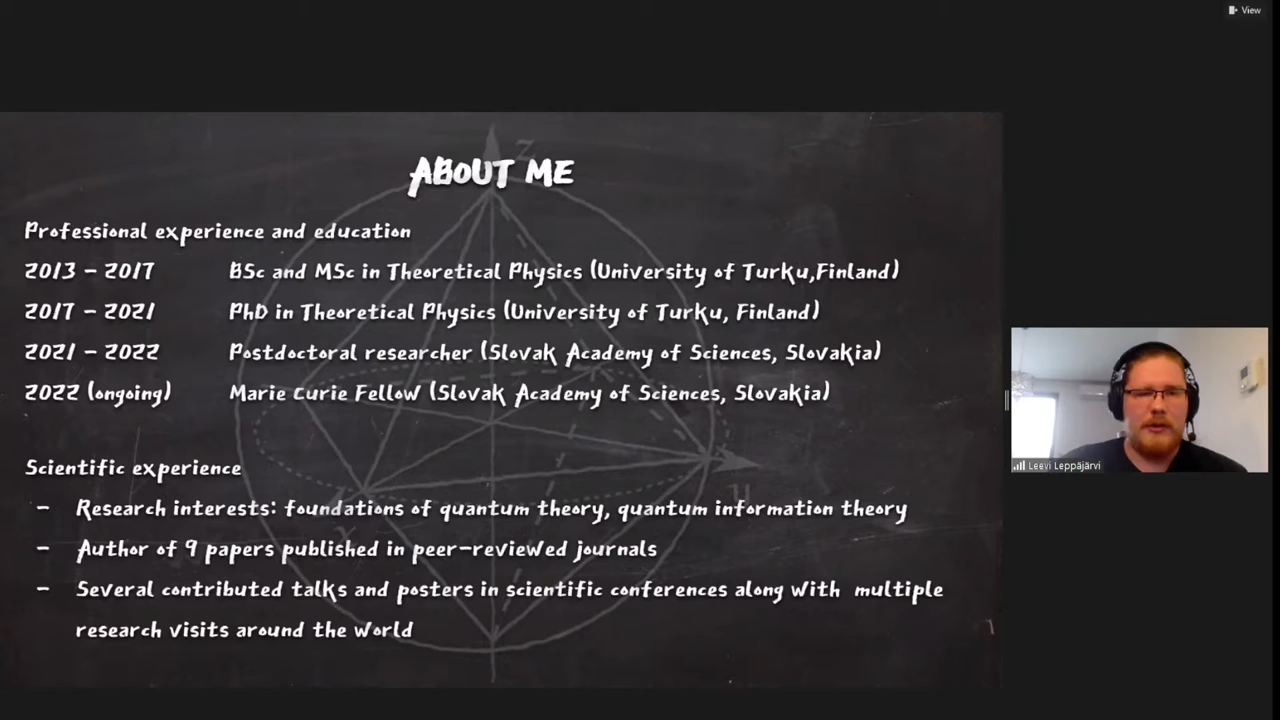 View
ABOUT ME
Professional experience and education
2013 – 2017 BSc and MSc in Theoretical Physics (University of Turku,Finland)
2017 – 2021 PhD in Theoretical Physics (University of Turku, Finland)
2021 – 2022 Postdoctoral researcher (Slovak Academy of Sciences, Slovakia)
2022 (ongoing) Marie Curie Fellow (Slovak Academy of Sciences, Slovakia)
Scientific experience
– Research interests: foundations of quantum theory, quantum information theory
– Author of 9 papers published in peer-reviewed journals
– Several contributed talks and posters in scientific conferences along with multiple
research visits around the world
Leevi Leppäjärvi
z
y
x